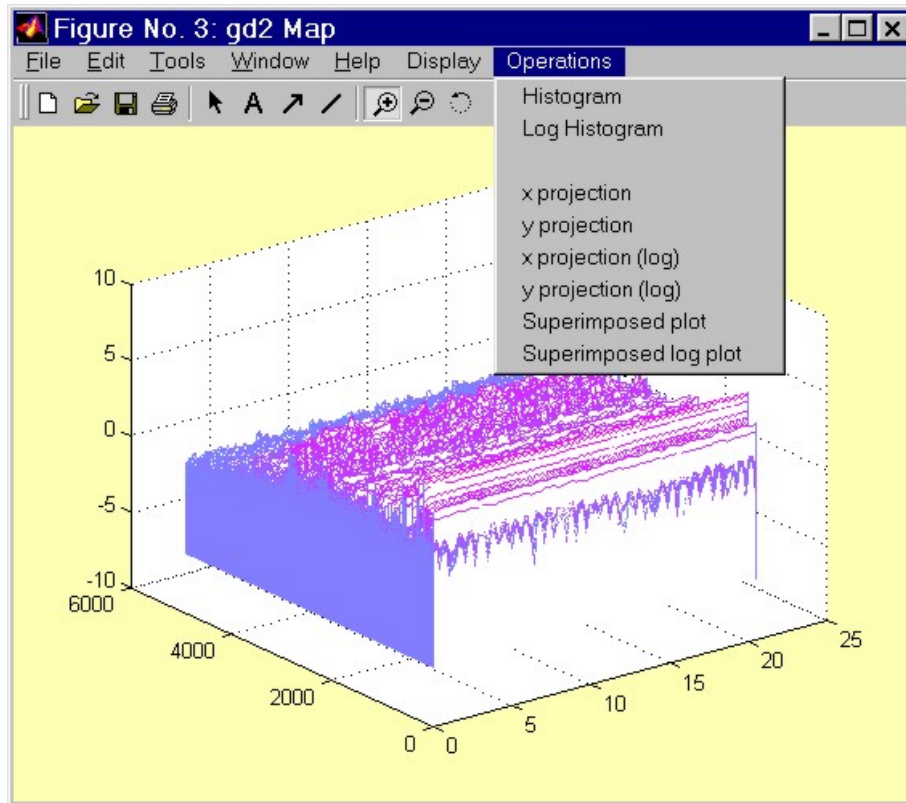 Figure No. 3: gd2 Map
File Edit Tools Window Help Display Operations
A
Histogram
Log Histogram
x projection
y projection
x projection (log)
y projection (log)
Superimposed plot
Superimposed log plot
10
5
0
-5
-10
6000
4000
2000
0
0
5
10
15
20
25